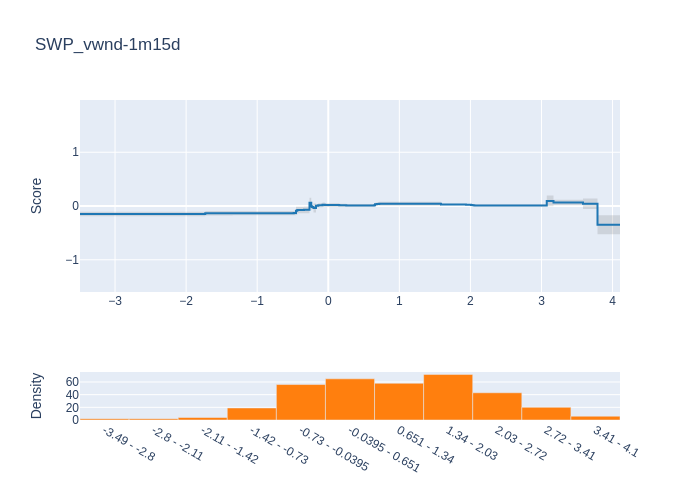 SWP_vwnd-1m15d
Score
1
0
−1
−3
−2
−1
0
1
2
3
4
Density
60
40
20
0
-3.49 - -2.8
-2.8 - -2.11
-2.11 - -1.42
-1.42 - -0.73
-0.73 - -0.0395
-0.0395 - 0.651
0.651 - 1.34
1.34 - 2.03
2.03 - 2.72
2.72 - 3.41
3.41 - 4.1